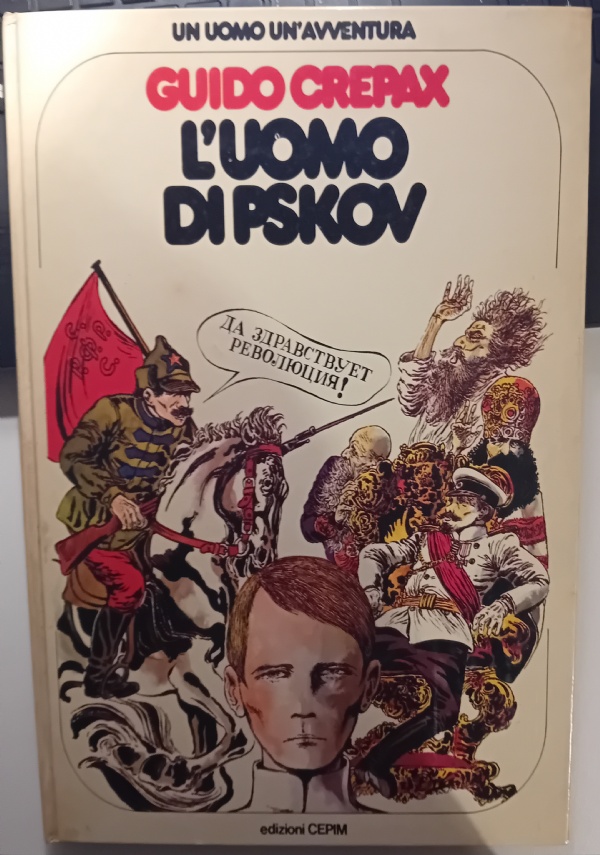 UN UOMO UN'AVVENTURA
GUIDO CREPAX
L'UOMO
DI PSKOV
ДА ЗДРАВСТВУЕТ
РЕВОЛЮЦИЯ!
edizioni CEPIM